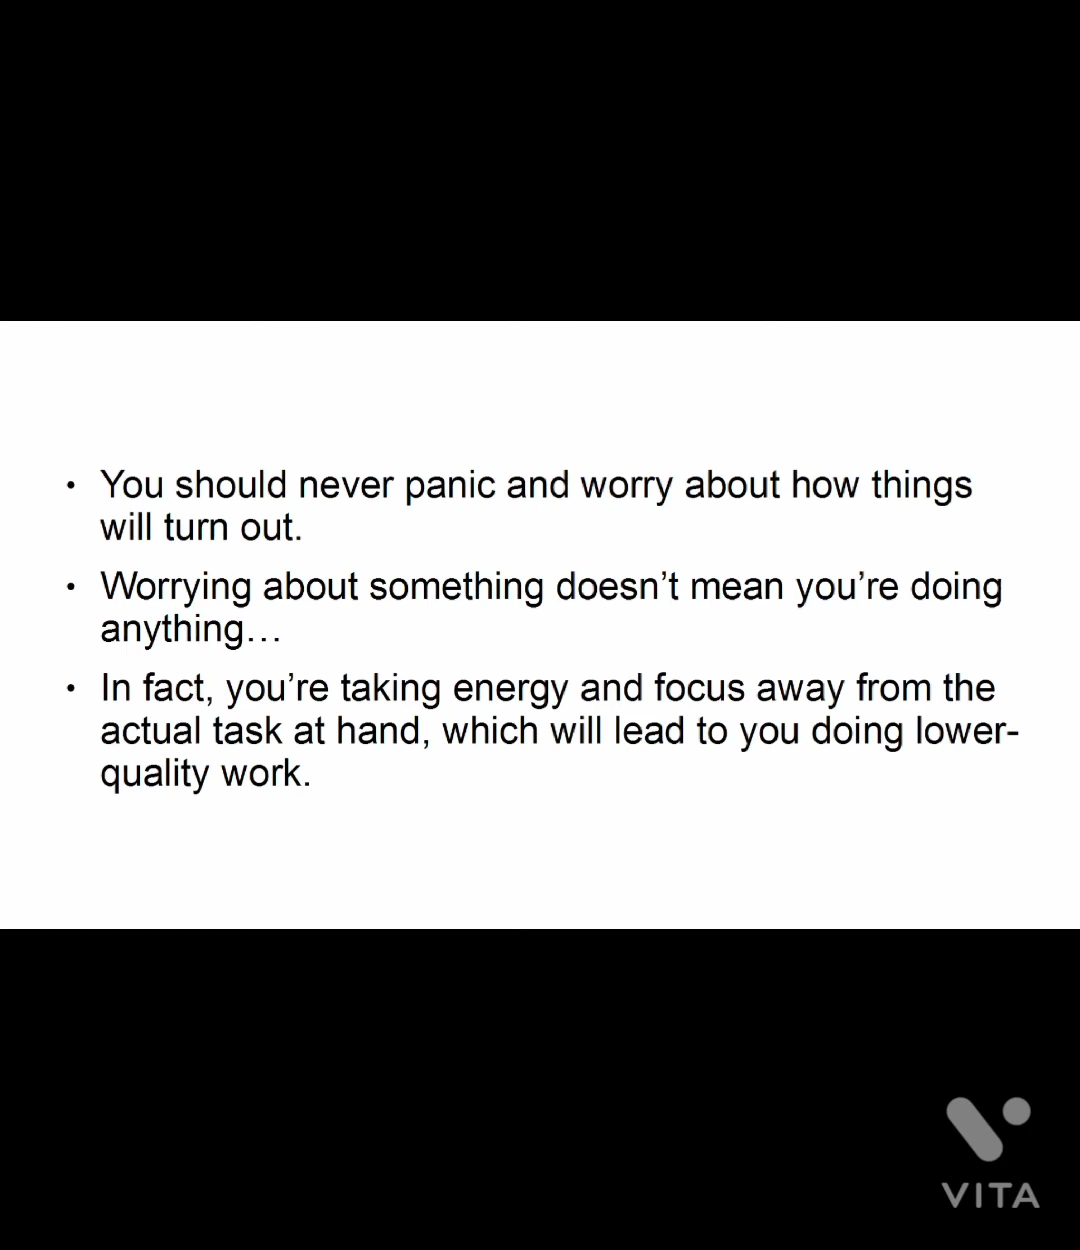 • You should never panic and worry about how things
will turn out.
• Worrying about something doesn’t mean you’re doing
anything…
• In fact, you’re taking energy and focus away from the
actual task at hand, which will lead to you doing lower-
quality work.
VITA